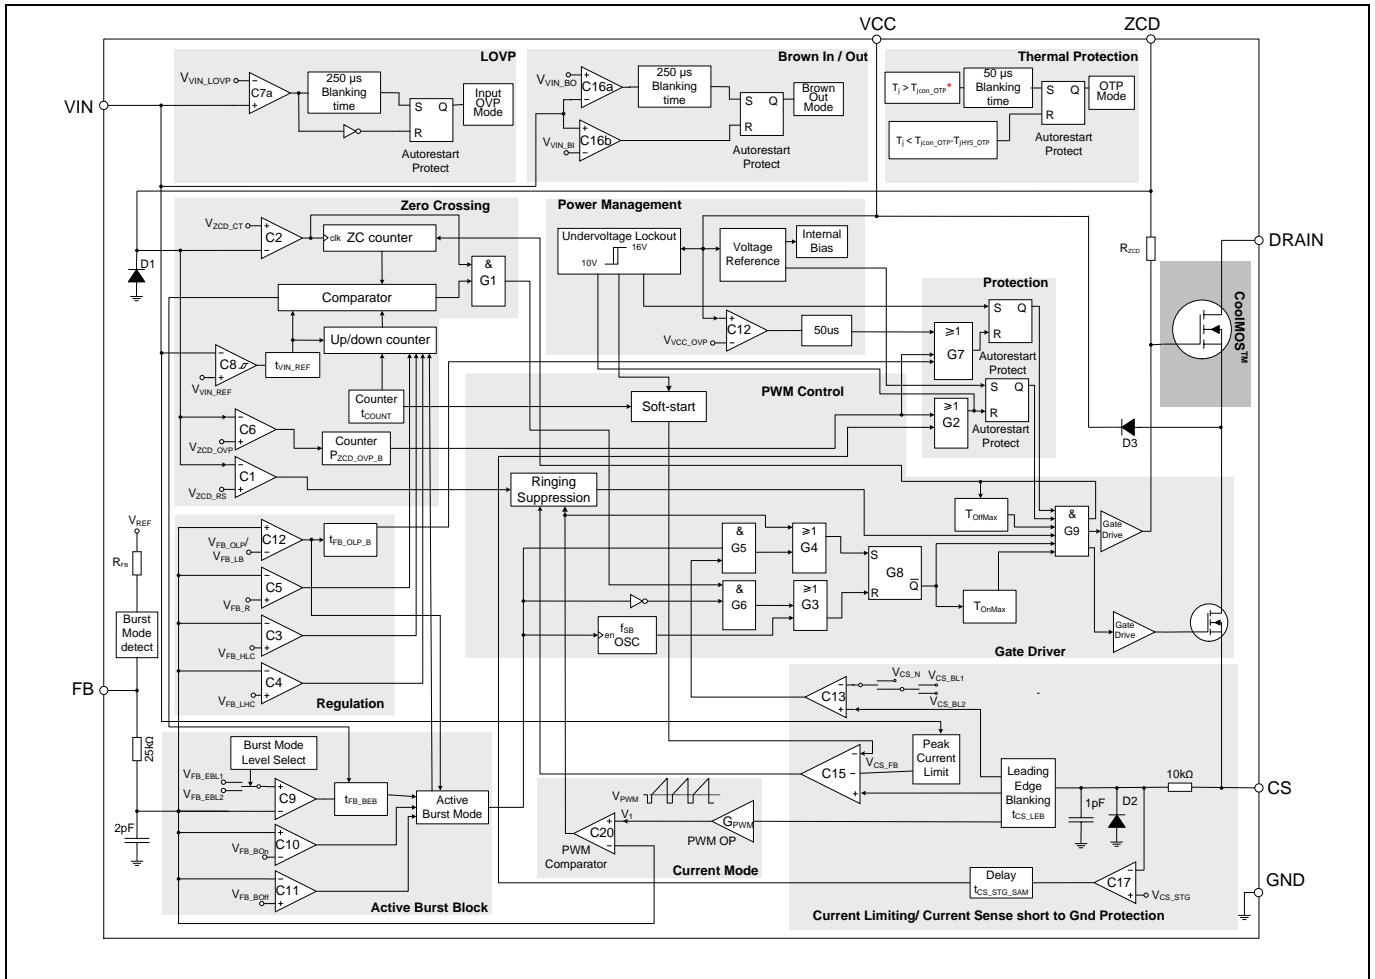 VCC
ZCD
LOVP
V_VIN_LOVP
−
C7a
+
250 µs
Blanking
time
S
Q
R
Input
OVP
Mode
Autorestart
Protect
VIN
Brown In / Out
V_VIN_BO
+
C16a
−
250 µs
Blanking
time
+
C16b
−
V_VIN_BI
S
Q
R
Brown
Out
Mode
Autorestart
Protect
Thermal Protection
T_j > T_jcon_OTP*
50 µs
Blanking
time
T_j < T_jcon_OTP-T_jHYS_OTP
S
Q
R
OTP
Mode
Autorestart
Protect
Zero Crossing
V_ZCD_CT
+
C2
−
clk
ZC counter
&
G1
D1
Comparator
Up/down counter
−
C8
+
V_VIN_REF
t_VIN_REF
Counter
t_COUNT
−
C6
+
V_ZCD_OVP
Counter
P_ZCD_OVP_B
−
C1
+
V_ZCD_RS
Power Management
Undervoltage Lockout
16V
10V
Voltage
Reference
Internal
Bias
+
C12
−
V_VCC_OVP
50us
Protection
≥1
G7
S
Q
R
Autorestart
Protect
≥1
G2
S
Q
R
Autorestart
Protect
R_ZCD
DRAIN
CoolMOS™
D3
PWM Control
Soft-start
Ringing
Suppression
&
G5
≥1
G4
&
G6
≥1
G3
en
f_SB
OSC
S
G8
Q
R
T_OffMax
T_OnMax
&
G9
Gate
Drive
Gate
Drive
Gate Driver
V_REF
R_FB
Burst
Mode
detect
FB
25kΩ
2pF
+
C12
−
V_FB_OLP/
V_FB_LB
t_FB_OLP_B
−
C5
+
V_FB_R
−
C3
+
V_FB_HLC
−
C4
+
V_FB_LHC
Regulation
Burst Mode
Level Select
V_FB_EBL1
V_FB_EBL2
+
C9
−
t_FB_BEB
Active
Burst Mode
+
C10
−
V_FB_BOn
−
C11
+
V_FB_BOff
Active Burst Block
V_PWM
V_1
+
C20
−
G_PWM
PWM OP
PWM
Comparator
Current Mode
−
C13
+
V_CS_N
V_CS_BL1
V_CS_BL2
-
−
C15
−
+
V_CS_FB
Peak
Current
Limit
Leading
Edge
Blanking
t_CS_LEB
1pF
D2
10kΩ
CS
Delay
t_CS_STG_SAM
−
C17
+
V_CS_STG
GND
Current Limiting/ Current Sense short to Gnd Protection